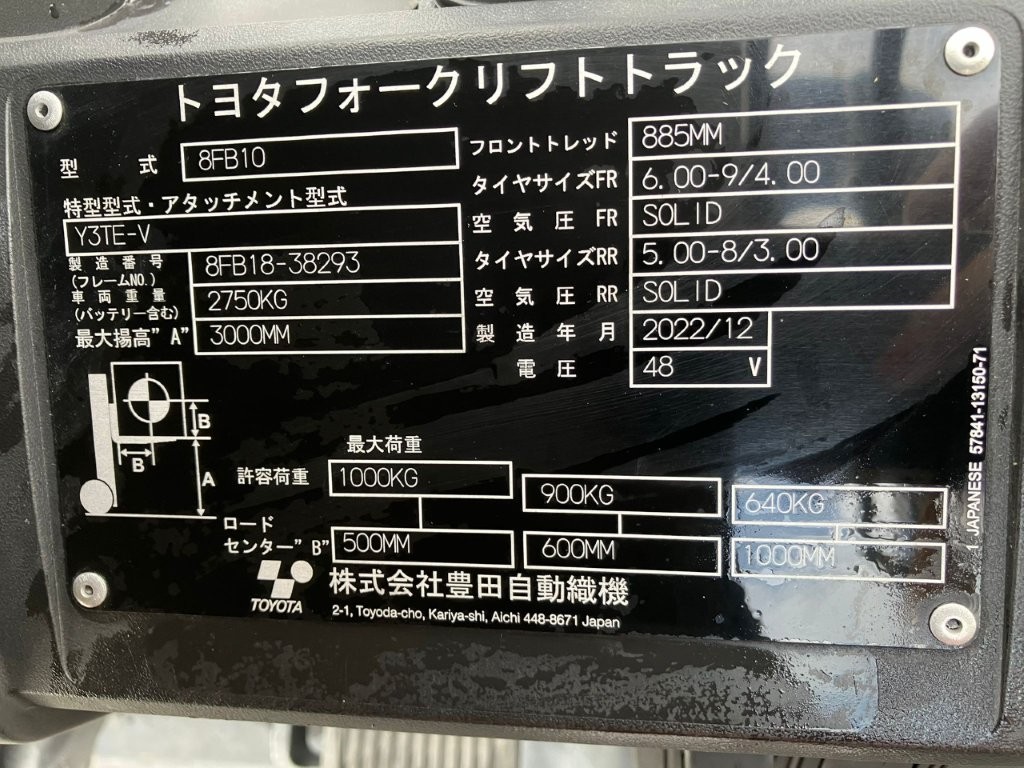 トヨタフォークリフトトラック
型 式 8FB10
特型型式・アタッチメント型式
Y3TE-V
製造番号 8FB18-38293
(フレームNO.)
車両重量 2750KG
(バッテリー含む)
最大揚高"A" 3000MM
フロントトレッド 885MM
タイヤサイズFR 6.00-9/4.00
空気圧 FR SOLID
タイヤサイズRR 5.00-8/3.00
空気圧 RR SOLID
製造年月 2022/12
電圧 48 V
B
B
A
最大荷重
許容荷重 1000KG 900KG 640KG
ロード
センター"B" 500MM 600MM 1000MM
TOYOTA
株式会社豊田自動織機
2-1, Toyoda-cho, Kariya-shi, Aichi 448-8671 Japan
1 JAPANESE 57841-13150-71